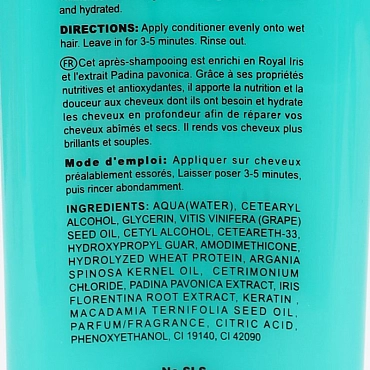 and hydrated.
DIRECTIONS: Apply conditioner evenly onto wet
hair. Leave in for 3-5 minutes. Rinse out.
FR Cet après-shampooing est enrichi en Royal Iris
et l'extrait Padina pavonica. Grâce à ses propriétés
nutritives et antioxydantes, il apporte la nutrition et la
douceur aux cheveux dont ils ont besoin et hydrate
les cheveux en profondeur afin de réparer vos
cheveux abîmés et secs. Il rends vos cheveux plus
brillants et souples.
Mode d'emploi: Appliquer sur cheveux
préalablement essorés, Laisser poser 3-5 minutes,
puis rincer abondamment.
INGREDIENTS: AQUA(WATER), CETEARYL
ALCOHOL, GLYCERIN, VITIS VINIFERA (GRAPE)
SEED OIL, CETYL ALCOHOL, CETEARETH-33,
HYDROXYPROPYL GUAR, AMODIMETHICONE,
HYDROLYZED WHEAT PROTEIN, ARGANIA
SPINOSA KERNEL OIL, CETRIMONIUM
CHLORIDE, PADINA PAVONICA EXTRACT, IRIS
FLORENTINA ROOT EXTRACT, KERATIN ,
MACADAMIA TERNIFOLIA SEED OIL,
PARFUM/FRAGRANCE, CITRIC ACID,
PHENOXYETHANOL, CI 19140, CI 42090
No SLS